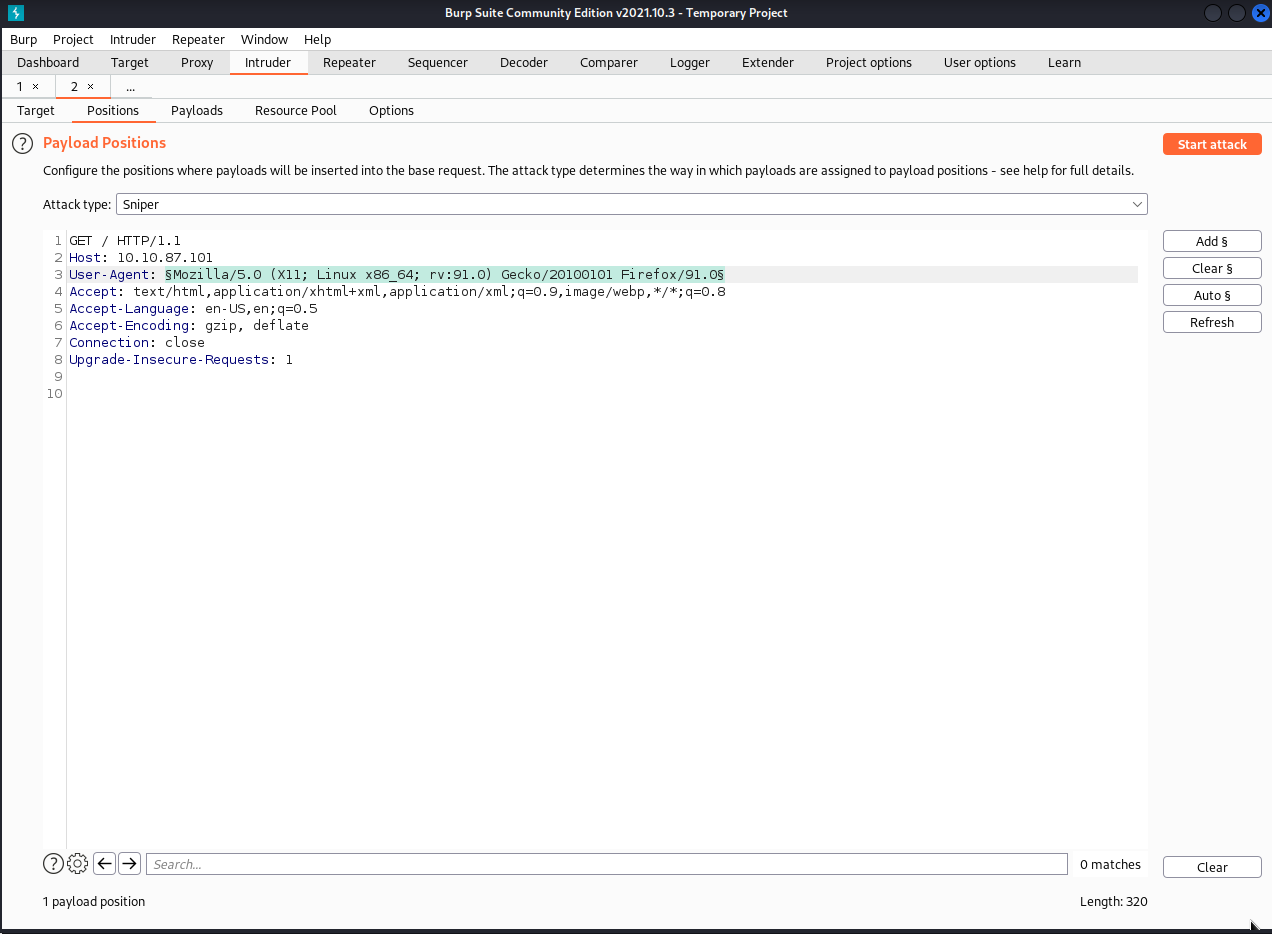 Burp Suite Community Edition v2021.10.3 - Temporary Project
Burp Project Intruder Repeater Window Help
Dashboard Target Proxy Intruder Repeater Sequencer Decoder Comparer Logger Extender Project options User options Learn
1 × 2 × ...
Target Positions Payloads Resource Pool Options
? Payload Positions Start attack
Configure the positions where payloads will be inserted into the base request. The attack type determines the way in which payloads are assigned to payload positions - see help for full details.
Attack type: Sniper
1 GET / HTTP/1.1
2 Host: 10.10.87.101
3 User-Agent: §Mozilla/5.0 (X11; Linux x86_64; rv:91.0) Gecko/20100101 Firefox/91.0§
4 Accept: text/html,application/xhtml+xml,application/xml;q=0.9,image/webp,*/*;q=0.8
5 Accept-Language: en-US,en;q=0.5
6 Accept-Encoding: gzip, deflate
7 Connection: close
8 Upgrade-Insecure-Requests: 1
9
10
Add §
Clear §
Auto §
Refresh
? Search... 0 matches Clear
1 payload position Length: 320